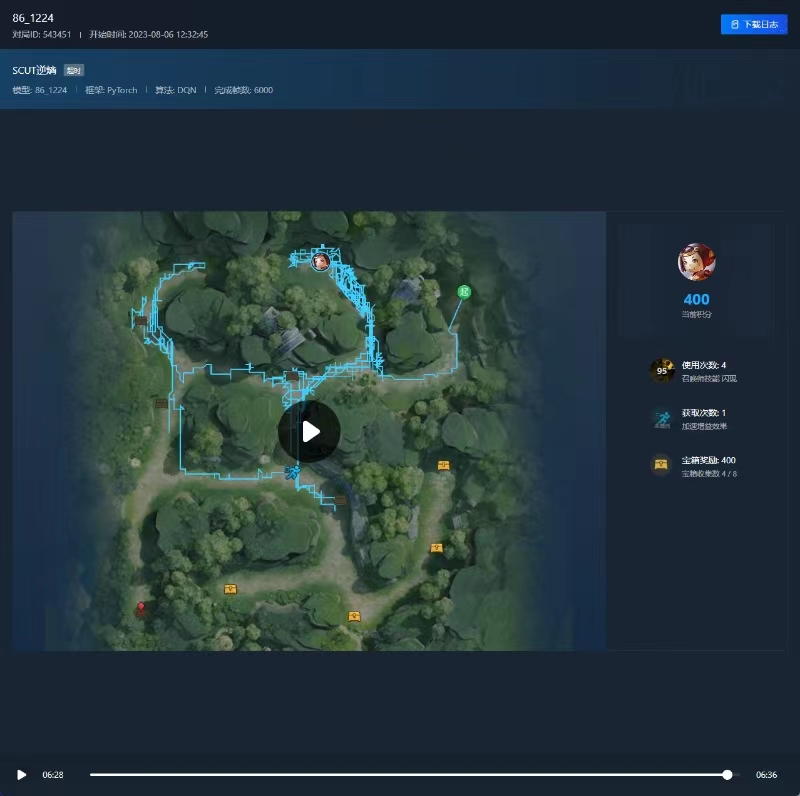 86_1224
对局ID: 543451 | 开始时间: 2023-08-06 12:32:45
下载日志
SCUT逆熵 超时
模型: 86_1224 | 框架: PyTorch | 算法: DQN | 完成帧数: 6000
起
400
当前积分
95
使用次数: 4
召唤师技能 闪现
获取次数: 1
加速增益效果
宝箱奖励: 400
宝箱收集数 4 / 8
06:28
06:36